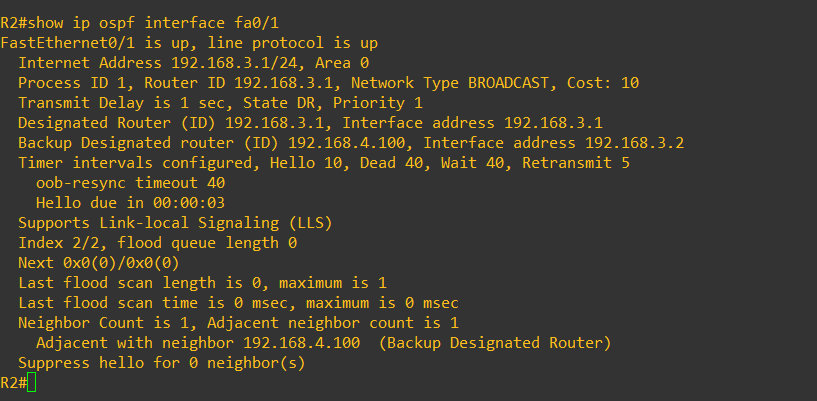 R2#show ip ospf interface fa0/1
FastEthernet0/1 is up, line protocol is up
  Internet Address 192.168.3.1/24, Area 0
  Process ID 1, Router ID 192.168.3.1, Network Type BROADCAST, Cost: 10
  Transmit Delay is 1 sec, State DR, Priority 1
  Designated Router (ID) 192.168.3.1, Interface address 192.168.3.1
  Backup Designated router (ID) 192.168.4.100, Interface address 192.168.3.2
  Timer intervals configured, Hello 10, Dead 40, Wait 40, Retransmit 5
    oob-resync timeout 40
    Hello due in 00:00:03
  Supports Link-local Signaling (LLS)
  Index 2/2, flood queue length 0
  Next 0x0(0)/0x0(0)
  Last flood scan length is 0, maximum is 1
  Last flood scan time is 0 msec, maximum is 0 msec
  Neighbor Count is 1, Adjacent neighbor count is 1
    Adjacent with neighbor 192.168.4.100  (Backup Designated Router)
  Suppress hello for 0 neighbor(s)
R2#